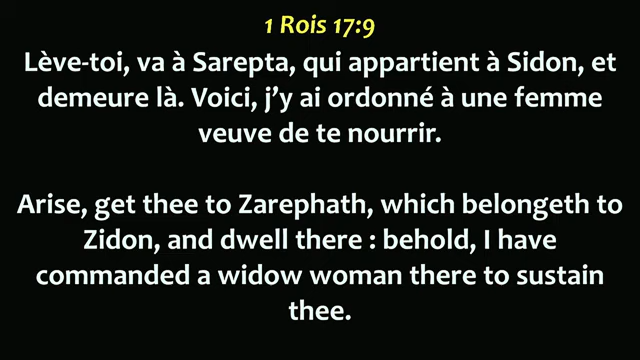 1 Rois 17:9
Lève-toi, va à Sarepta, qui appartient à Sidon, et
demeure là. Voici, j’y ai ordonné à une femme
veuve de te nourrir.
Arise, get thee to Zarephath, which belongeth to
Zidon, and dwell there : behold, I have
commanded a widow woman there to sustain
thee.